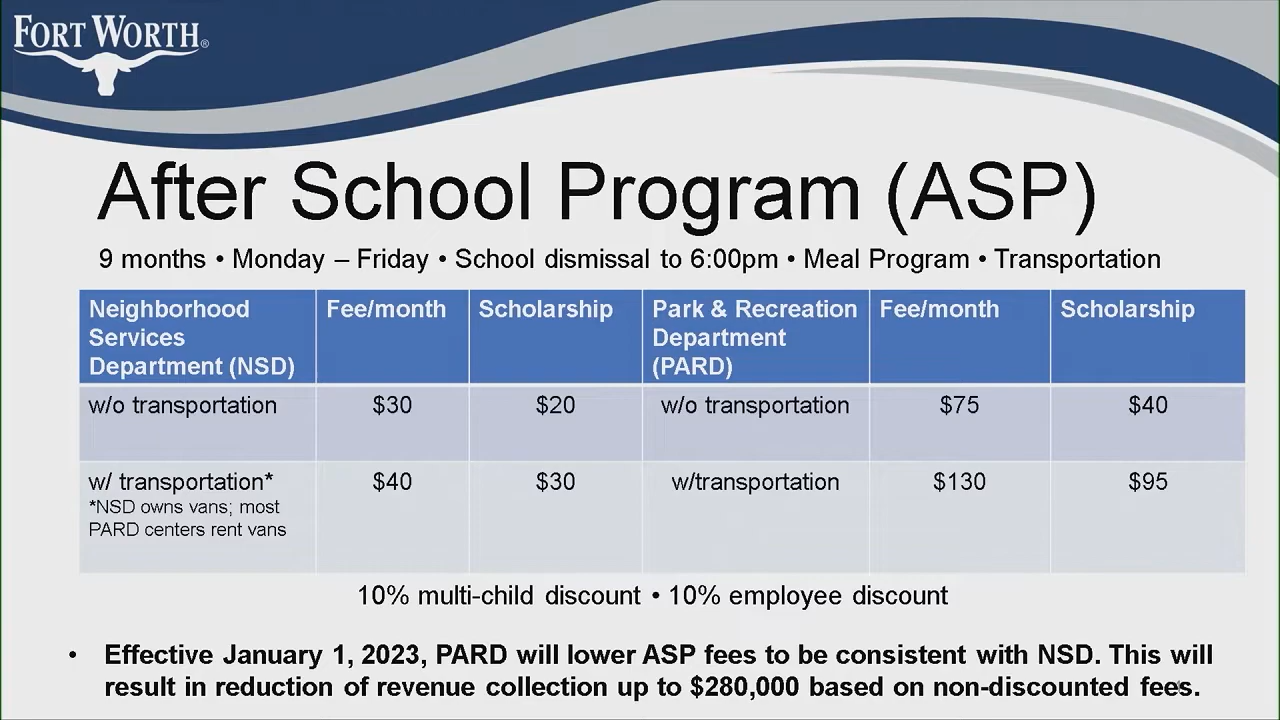 FORT WORTH®
After School Program (ASP)
9 months • Monday – Friday • School dismissal to 6:00pm • Meal Program • Transportation
Neighborhood Services Department (NSD) Fee/month Scholarship Park & Recreation Department (PARD) Fee/month Scholarship
w/o transportation $30 $20 w/o transportation $75 $40
w/ transportation* $40 $30 w/transportation $130 $95
*NSD owns vans; most
PARD centers rent vans
10% multi-child discount • 10% employee discount
• Effective January 1, 2023, PARD will lower ASP fees to be consistent with NSD. This will
result in reduction of revenue collection up to $280,000 based on non-discounted fees.